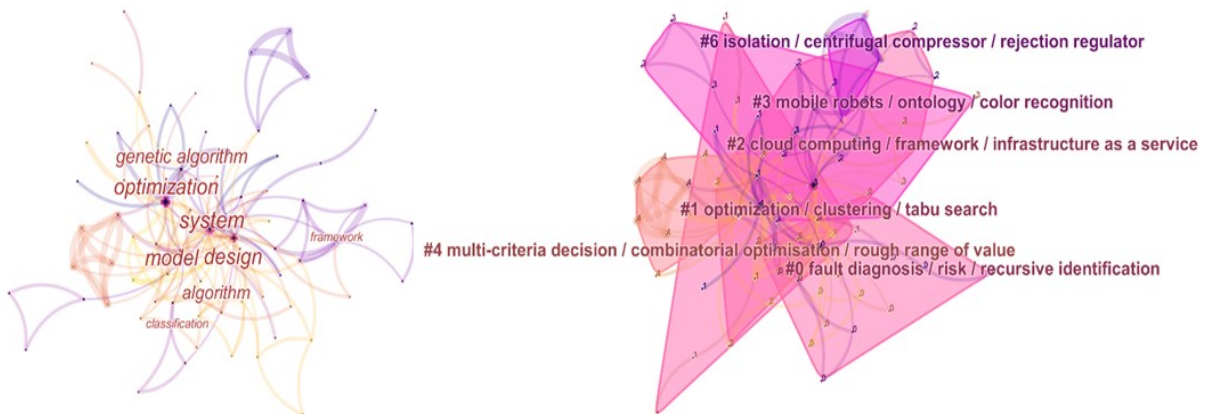 genetic algorithm
optimization
system
model design
framework
algorithm
classification
#6 isolation / centrifugal compressor / rejection regulator
#3 mobile robots / ontology / color recognition
#2 cloud computing / framework / infrastructure as a service
#1 optimization / clustering / tabu search
#4 multi-criteria decision / combinatorial optimisation / rough range of value
#0 fault diagnosis / risk / recursive identification